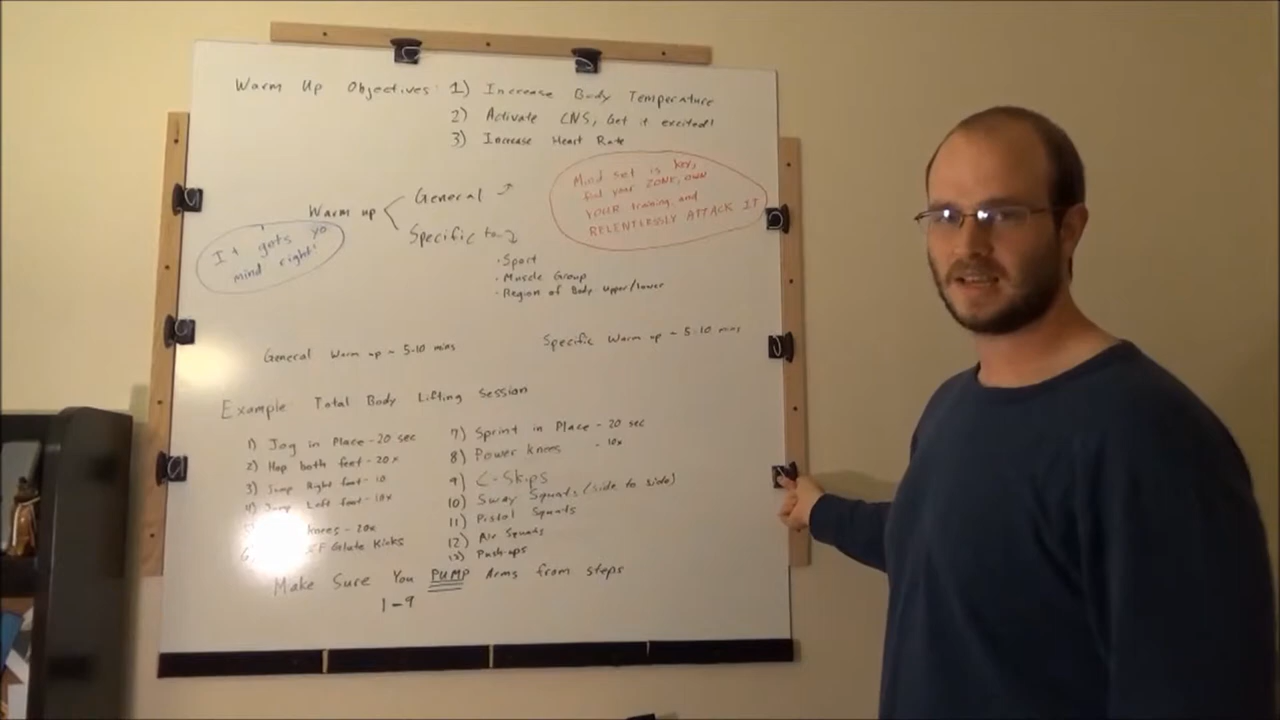 Warm Up Objectives: 1) Increase Body Temperature
2) Activate CNS, Get it excited!
3) Increase Heart Rate
Mind set is key,
find your ZONE, OWN
YOUR training, and
RELENTLESSLY ATTACK IT
Warm up
General
Specific to
It gets yo
mind right!
• Sport
• Muscle Group
• Region of Body upper/lower
General Warm up ~ 5-10 mins
Specific Warm up ~ 5-10 mins
Example: Total Body Lifting Session
1) Jog in Place - 20 sec
2) Hop both feet - 20x
3) Jump Right foot - 10
4) Jump Left foot - 10x
knees - 20x
Glute Kicks
7) Sprint in Place - 20 sec
8) Power knees - 10x
9) C-Skips
10) Sway Squats (side to side)
11) Pistol Squats
12) Air Squats
13) Push-ups
Make Sure You PUMP Arms from steps
1-9